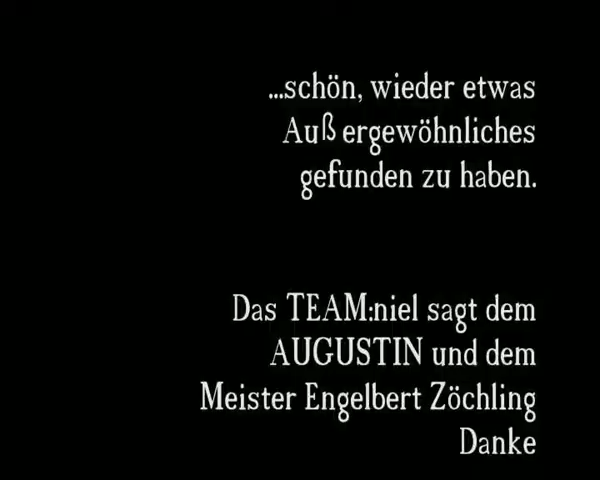 ...schön, wieder etwas
Auß ergewöhnliches
gefunden zu haben.
Das TEAM:niel sagt dem
AUGUSTIN und dem
Meister Engelbert Zöchling
Danke